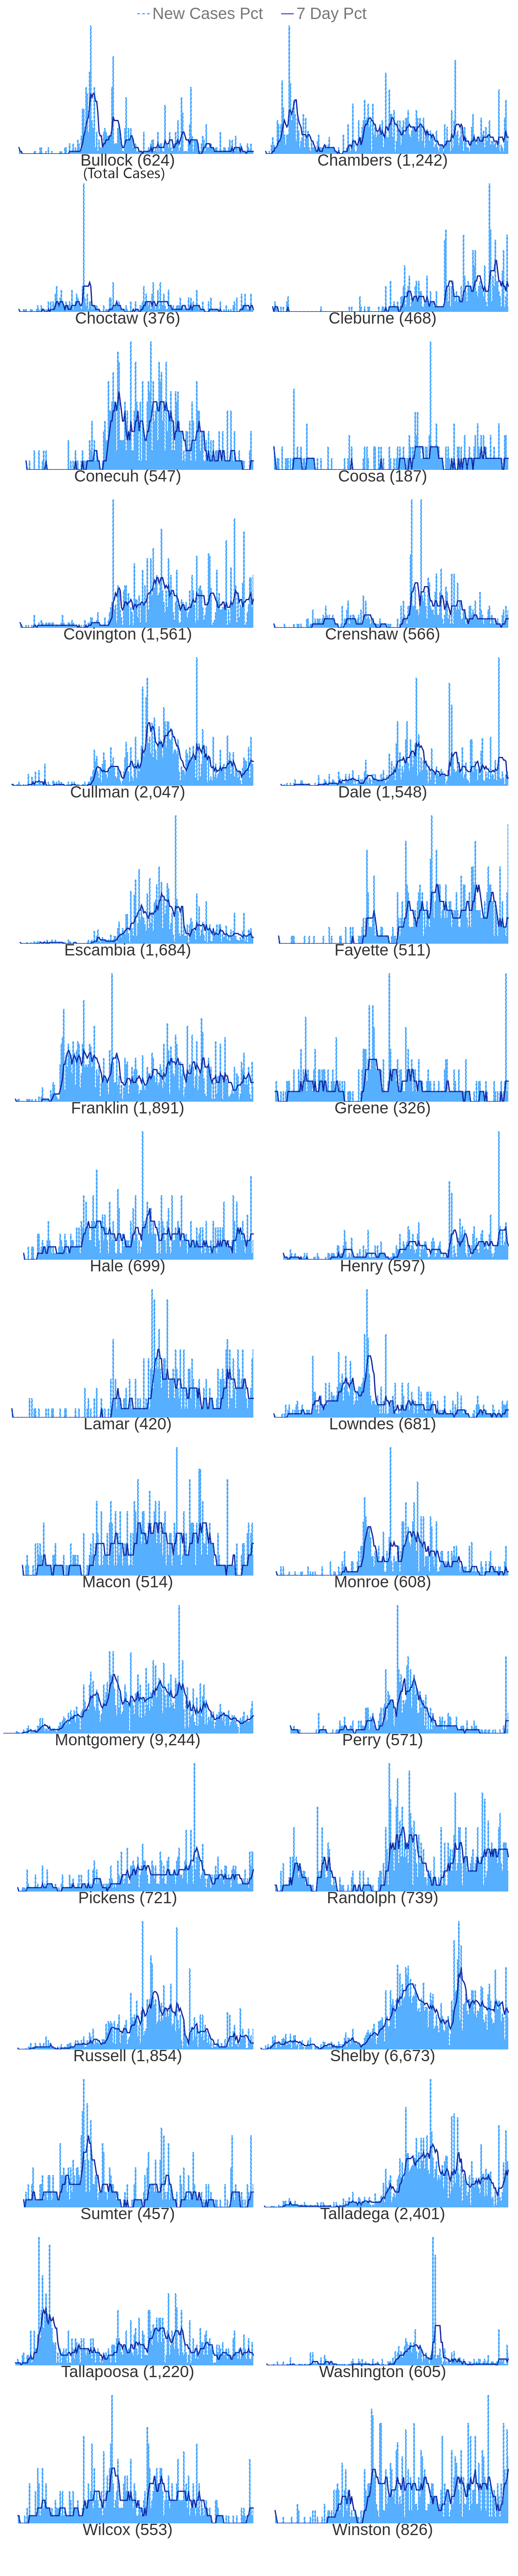 New Cases Pct 7 Day Pct
Bullock (624) Chambers (1,242)
(Total Cases)
Choctaw (376) Cleburne (468)
Conecuh (547) Coosa (187)
Covington (1,561) Crenshaw (566)
Cullman (2,047) Dale (1,548)
Escambia (1,684) Fayette (511)
Franklin (1,891) Greene (326)
Hale (699) Henry (597)
Lamar (420) Lowndes (681)
Macon (514) Monroe (608)
Montgomery (9,244) Perry (571)
Pickens (721) Randolph (739)
Russell (1,854) Shelby (6,673)
Sumter (457) Talladega (2,401)
Tallapoosa (1,220) Washington (605)
Wilcox (553) Winston (826)